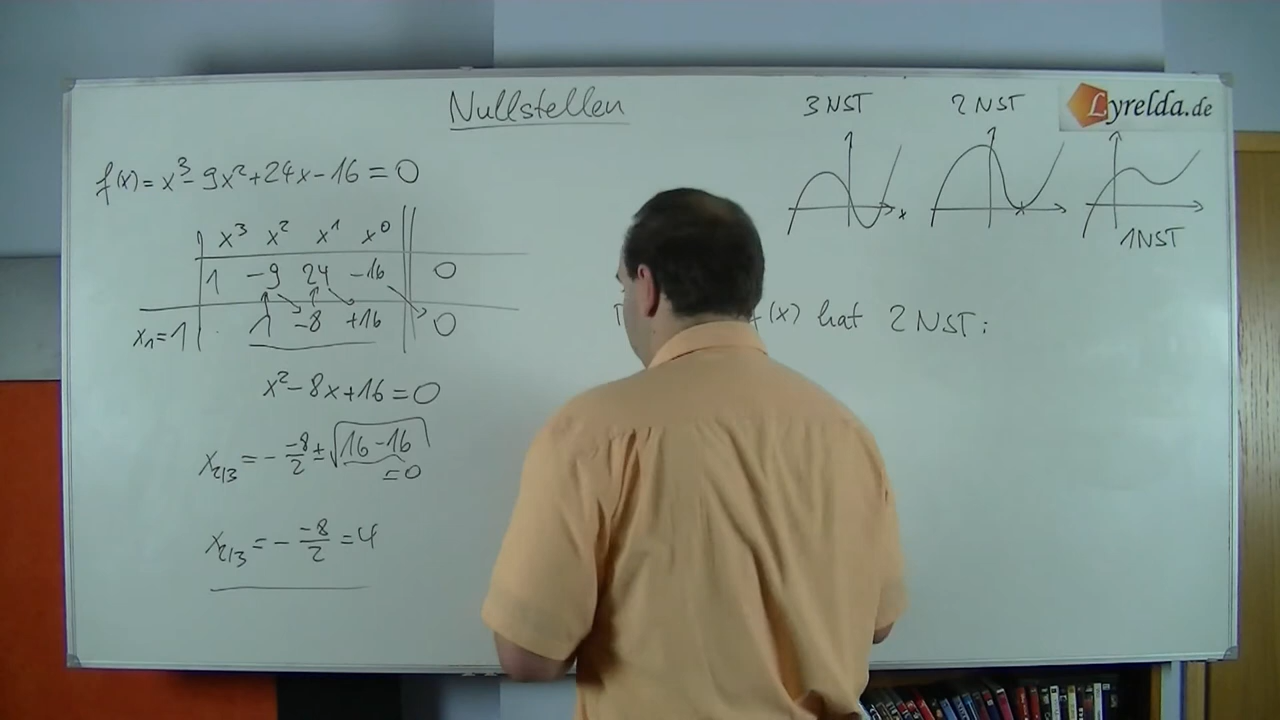 Nullstellen
3 NST
2 NST
Lyrelda.de
f(x) = x³ - 9x² + 24x - 16 = 0
x
1 NST
x³ x² x¹ x⁰
1 -9 24 -16 0
x₁ = 1 1 -8 +16 0
f(x) hat 2 NST:
x² - 8x + 16 = 0
x₂/₃ = - -8/2 ± √16 - 16
= 0
x₂/₃ = - -8/2 = 4